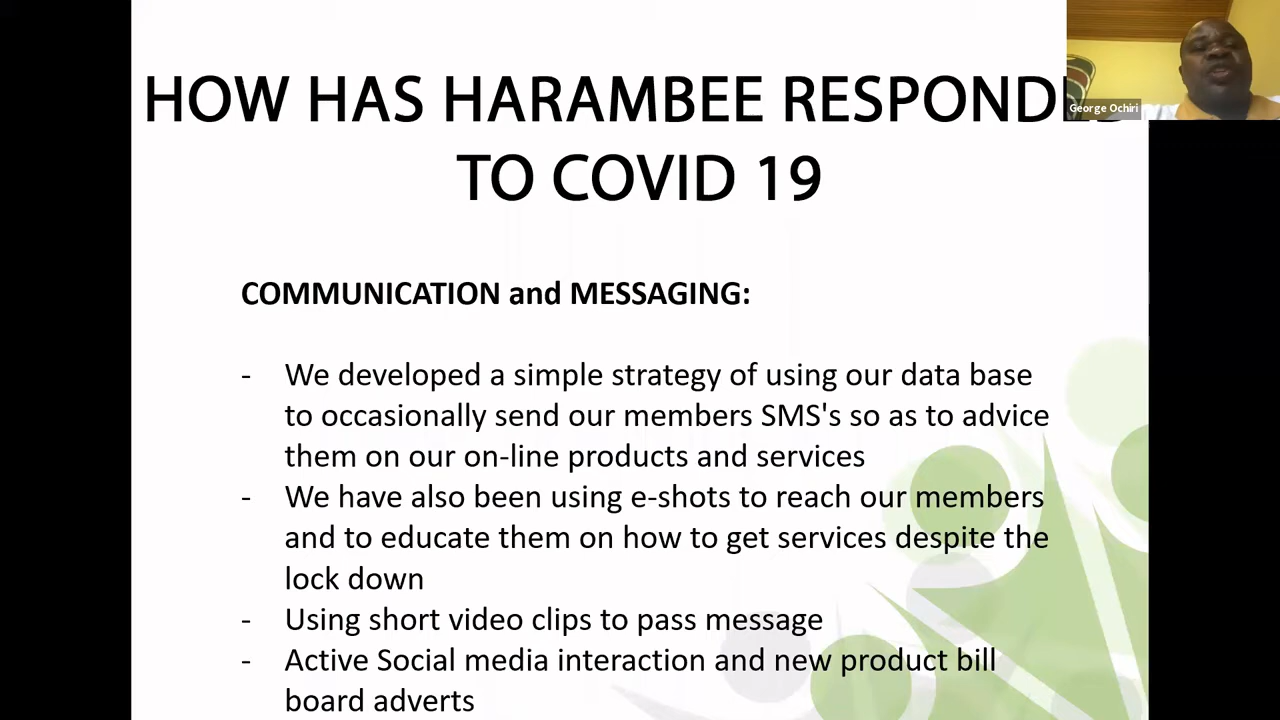 HOW HAS HARAMBEE RESPONDED
TO COVID 19
George Ochiri
COMMUNICATION and MESSAGING:
- We developed a simple strategy of using our data base
to occasionally send our members SMS's so as to advice
them on our on-line products and services
- We have also been using e-shots to reach our members
and to educate them on how to get services despite the
lock down
- Using short video clips to pass message
- Active Social media interaction and new product bill
board adverts